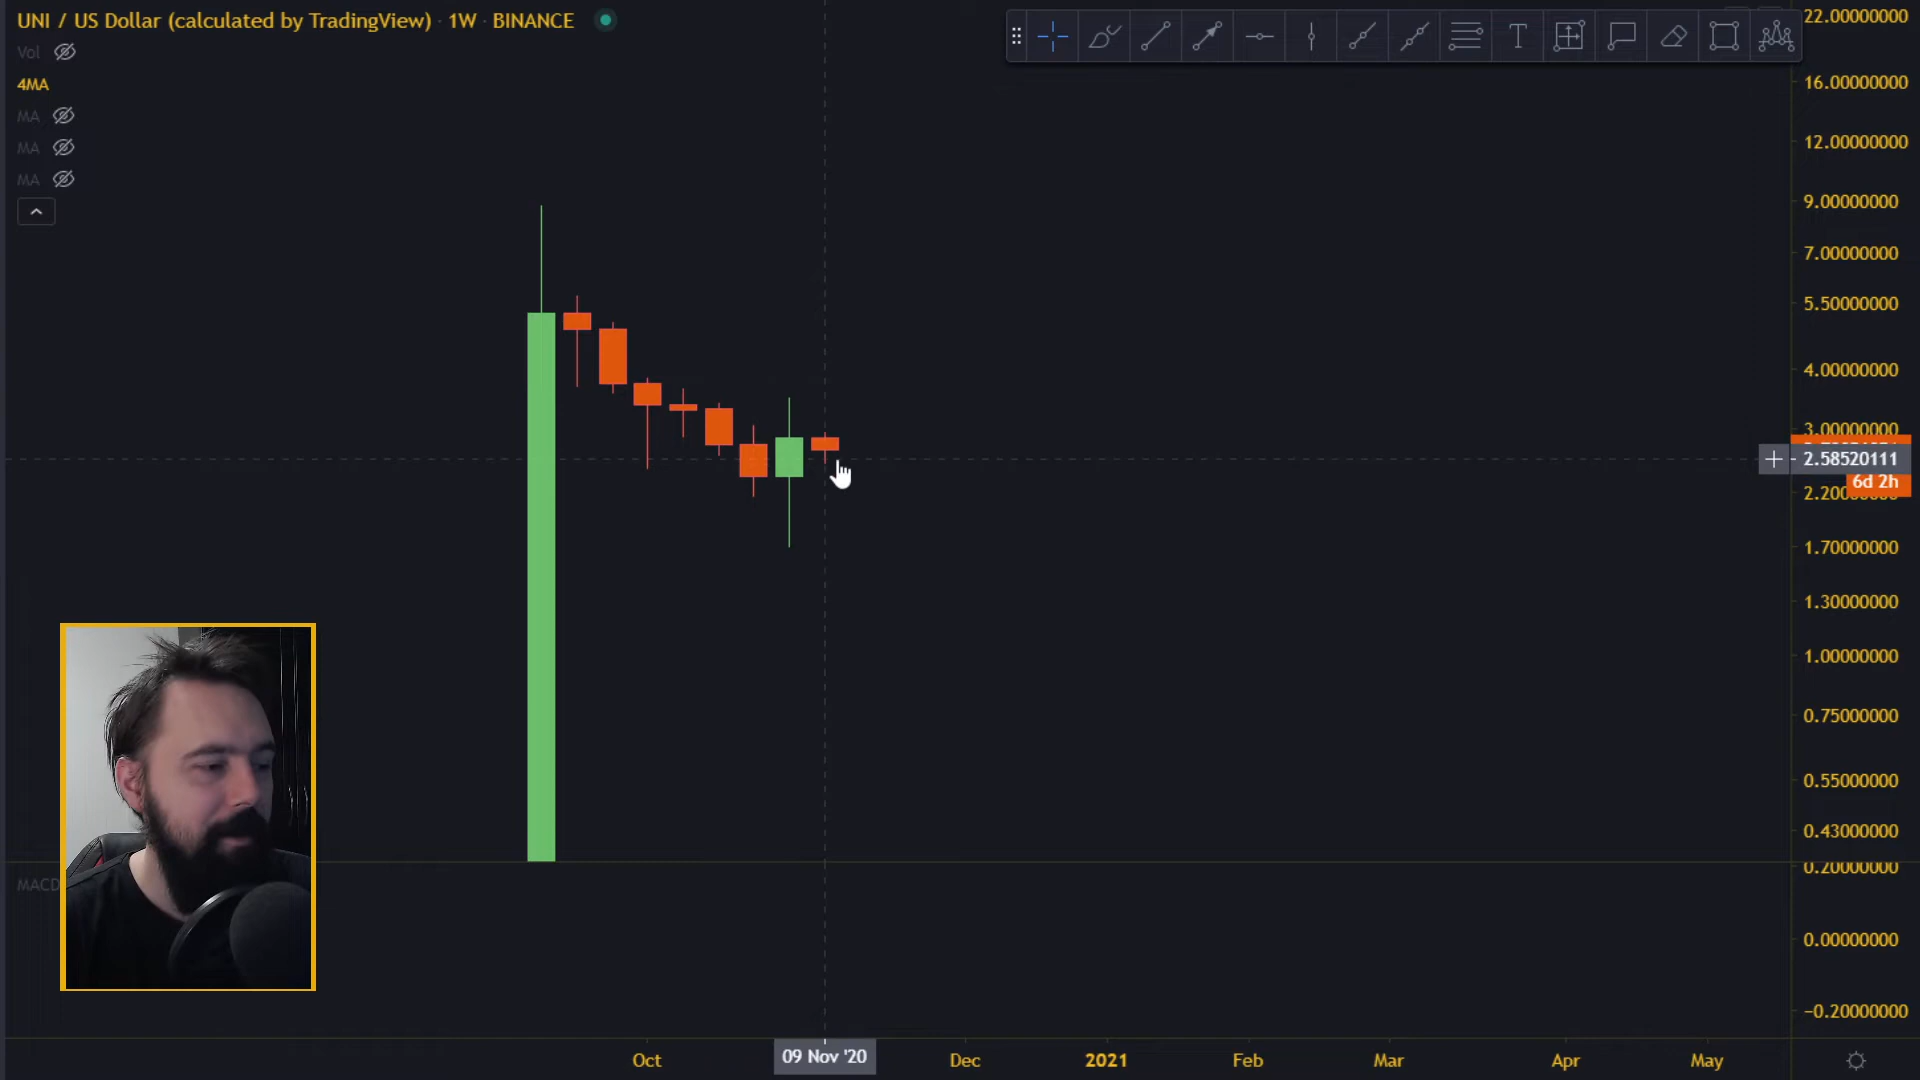 UNI / US Dollar (calculated by TradingView) · 1W · BINANCE
Vol
4MA
MA
MA
MA
T
22.00000000
16.00000000
12.00000000
9.00000000
7.00000000
5.50000000
4.00000000
3.00000000
2.58520111
6d 2h
1.70000000
1.30000000
1.00000000
0.75000000
0.55000000
0.43000000
0.20000000
MACD
0.00000000
−0.20000000
Oct
09 Nov '20
Dec
2021
Feb
Mar
Apr
May